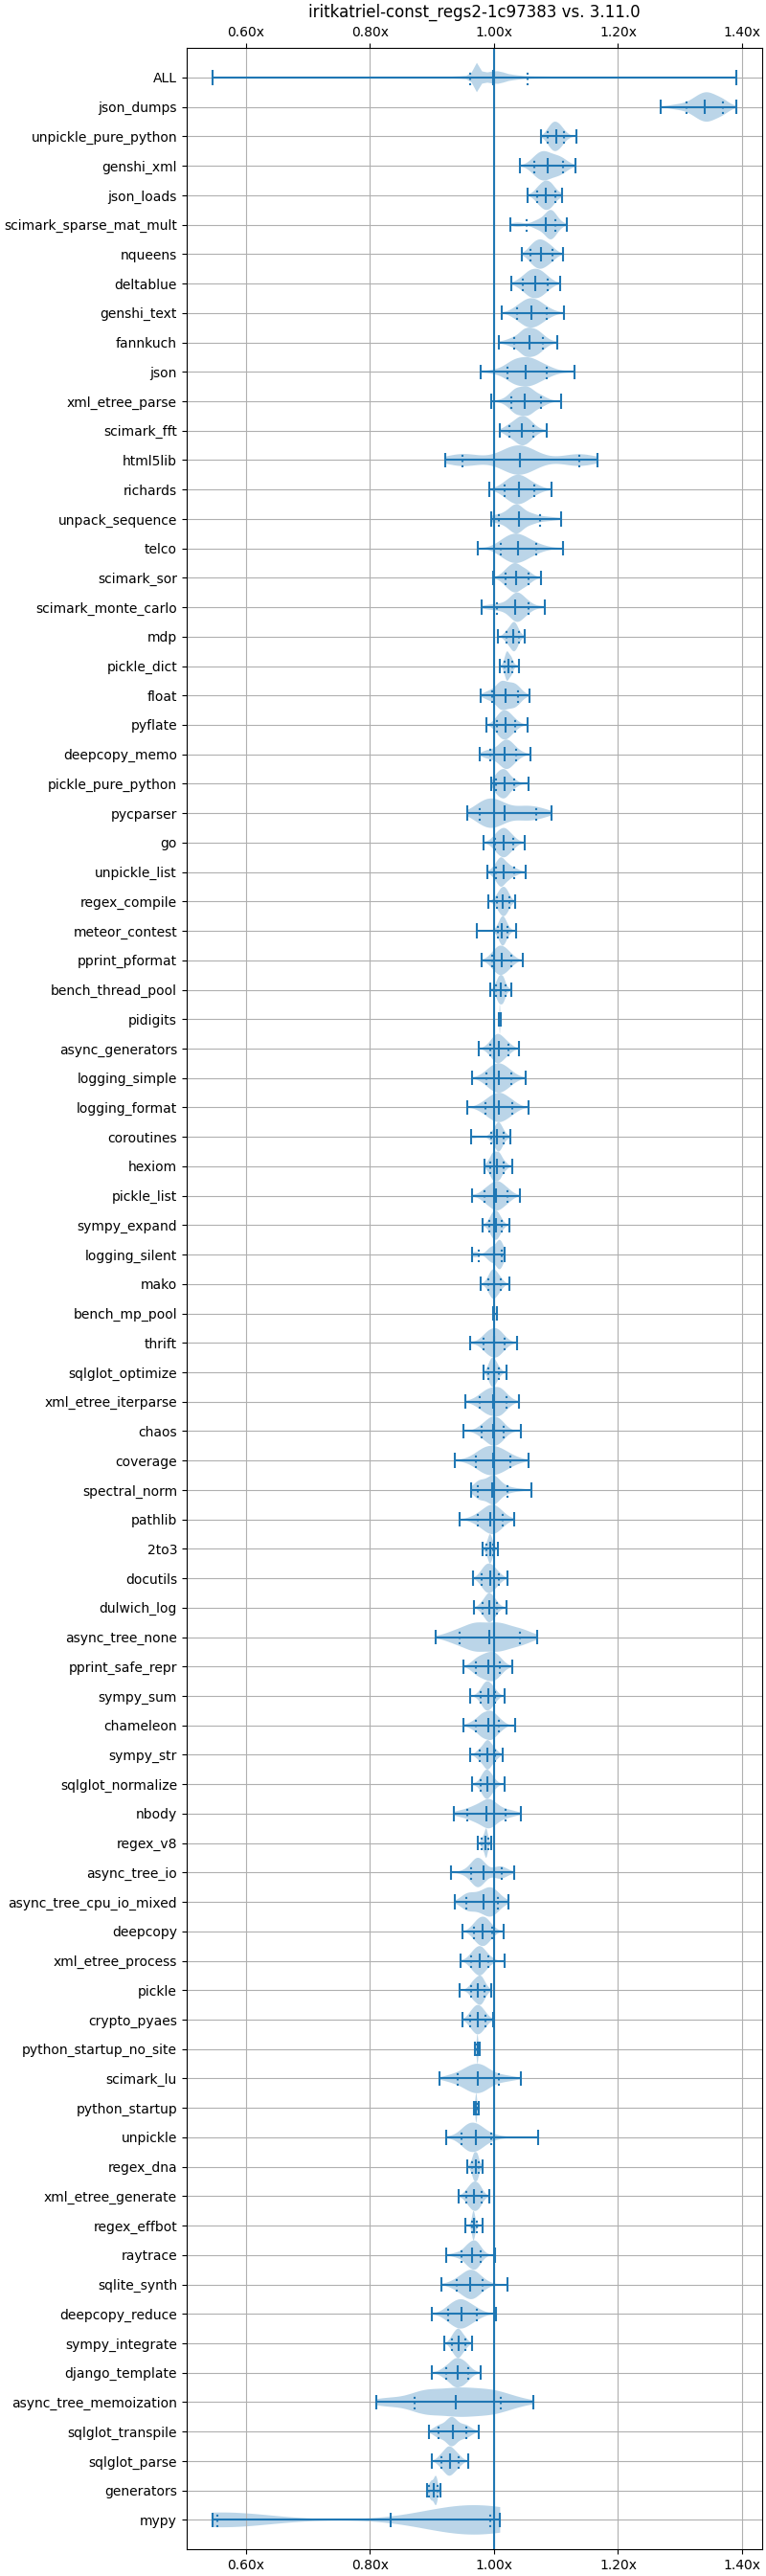 iritkatriel-const_regs2-1c97383 vs. 3.11.0
0.60x 0.80x 1.00x 1.20x 1.40x
ALL
json_dumps
unpickle_pure_python
genshi_xml
json_loads
scimark_sparse_mat_mult
nqueens
deltablue
genshi_text
fannkuch
json
xml_etree_parse
scimark_fft
html5lib
richards
unpack_sequence
telco
scimark_sor
scimark_monte_carlo
mdp
pickle_dict
float
pyflate
deepcopy_memo
pickle_pure_python
pycparser
go
unpickle_list
regex_compile
meteor_contest
pprint_pformat
bench_thread_pool
pidigits
async_generators
logging_simple
logging_format
coroutines
hexiom
pickle_list
sympy_expand
logging_silent
mako
bench_mp_pool
thrift
sqlglot_optimize
xml_etree_iterparse
chaos
coverage
spectral_norm
pathlib
2to3
docutils
dulwich_log
async_tree_none
pprint_safe_repr
sympy_sum
chameleon
sympy_str
sqlglot_normalize
nbody
regex_v8
async_tree_io
async_tree_cpu_io_mixed
deepcopy
xml_etree_process
pickle
crypto_pyaes
python_startup_no_site
scimark_lu
python_startup
unpickle
regex_dna
xml_etree_generate
regex_effbot
raytrace
sqlite_synth
deepcopy_reduce
sympy_integrate
django_template
async_tree_memoization
sqlglot_transpile
sqlglot_parse
generators
mypy
0.60x 0.80x 1.00x 1.20x 1.40x